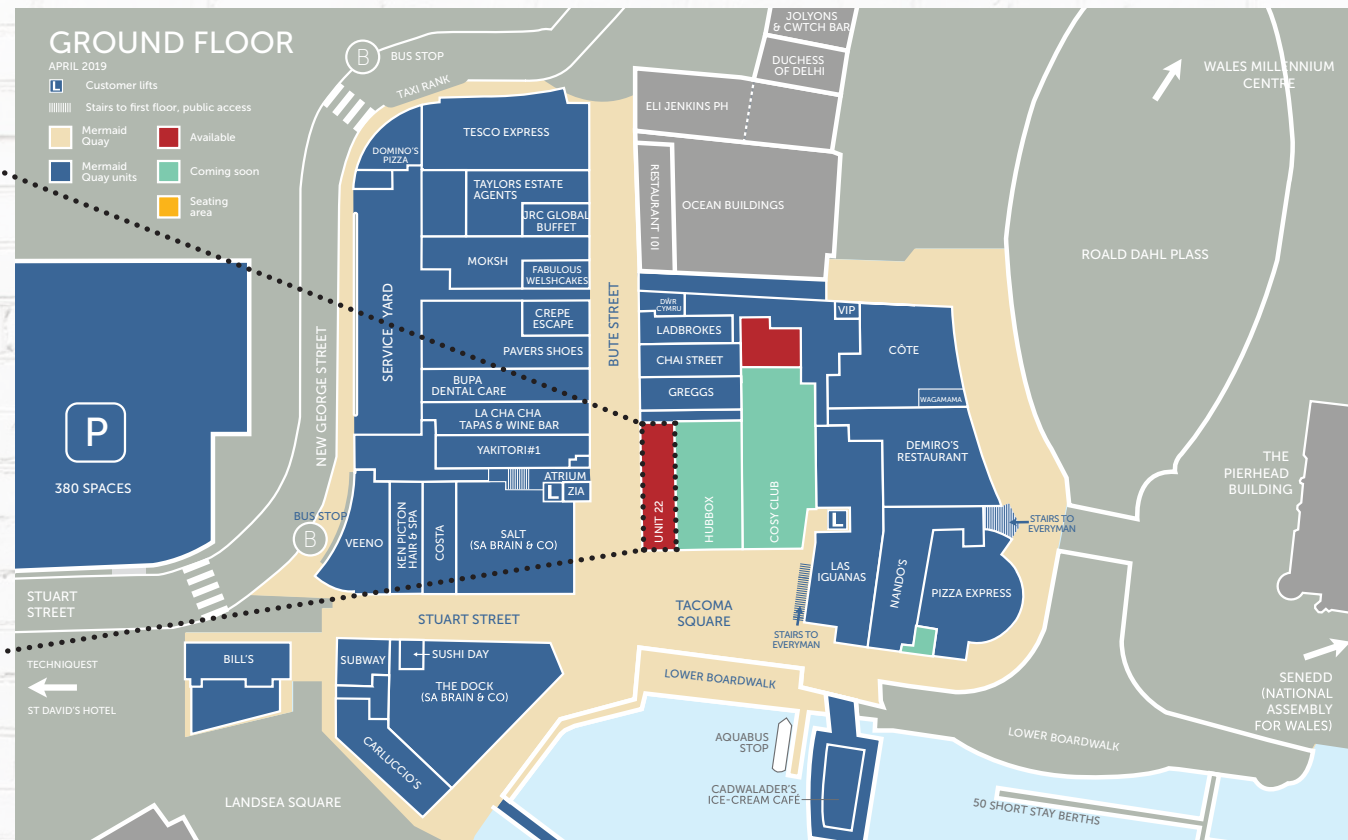 GROUND FLOOR
APRIL 2019
L Customer lifts
Stairs to first floor, public access
Mermaid
Quay
Available
Mermaid
Quay units
Coming soon
Seating
area
B
BUS STOP
TAXI RANK
JOLYONS
& CWTCH BAR
DUCHESS
OF DELHI
ELI JENKINS PH
RESTAURANT 101
OCEAN BUILDINGS
WALES MILLENNIUM
CENTRE
ROALD DAHL PLASS
THE
PIERHEAD
BUILDING
DOMINO'S
PIZZA
TESCO EXPRESS
TAYLORS ESTATE
AGENTS
JRC GLOBAL
BUFFET
MOKSH
FABULOUS
WELSHCAKES
CREPE
ESCAPE
PAVERS SHOES
BUPA
DENTAL CARE
LA CHA CHA
TAPAS & WINE BAR
YAKITORI#1
ATRIUM
L
ZIA
SERVICE YARD
NEW GEORGE STREET
BUTE STREET
P
380 SPACES
BUS STOP
B
VEENO
KEN PICTON
HAIR & SPA
COSTA
SALT
(SA BRAIN & CO)
DŴR
CYMRU
LADBROKES
CHAI STREET
GREGGS
UNIT 22
HUBBOX
COSY CLUB
VIP
CÔTE
WAGAMAMA
DEMIRO'S
RESTAURANT
STAIRS TO
EVERYMAN
L
LAS
IGUANAS
NANDO'S
PIZZA EXPRESS
STAIRS TO
EVERYMAN
STUART
STREET
STUART STREET
TACOMA
SQUARE
TECHNIQUEST
ST DAVID'S HOTEL
BILL'S
SUBWAY
SUSHI DAY
THE DOCK
(SA BRAIN & CO)
CARLUCCIO'S
LANDSEA SQUARE
LOWER BOARDWALK
AQUABUS
STOP
CADWALADER'S
ICE-CREAM CAFÉ
LOWER BOARDWALK
50 SHORT STAY BERTHS
SENEDD
(NATIONAL
ASSEMBLY
FOR WALES)